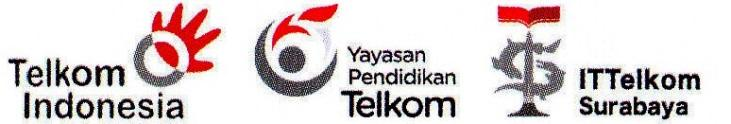 Telkom
Indonesia
Yayasan
Pendidikan
Telkom
ITTelkom
Surabaya